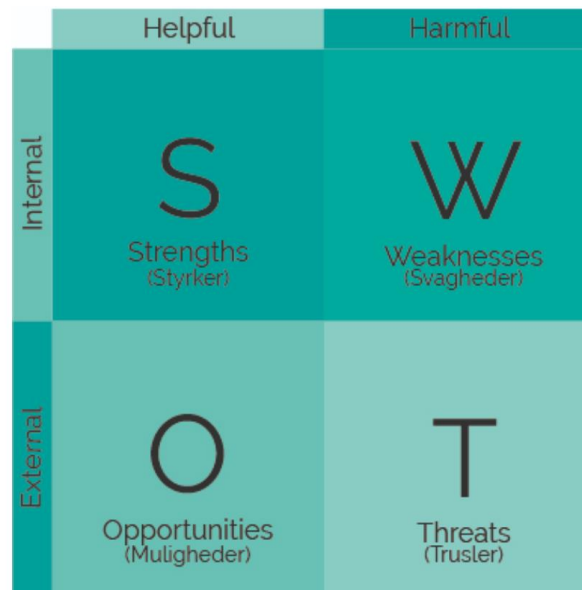 Helpful
Harmful
Internal
S
Strengths
(Styrker)
W
Weaknesses
(Svagheder)
External
O
Opportunities
(Muligheder)
T
Threats
(Trusler)